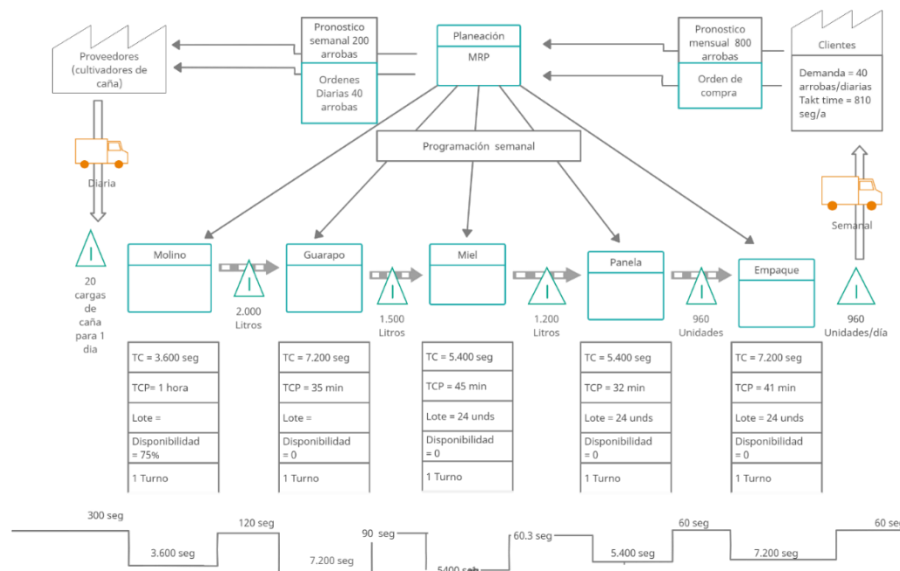 Proveedores
(cultivadores de
caña)
Pronostico
semanal 200
arrobas
Ordenes
Diarias 40
arrobas
Planeación
MRP
Pronostico
mensual 800
arrobas
Orden de
compra
Clientes
Demanda = 40
arrobas/diarias
Takt time = 810
seg/a
Programación semanal
Diaria
Semanal
20
cargas
de
caña
para 1
dia
Molino
2.000
Litros
Guarapo
1.500
Litros
Miel
1.200
Litros
Panela
960
Unidades
Empaque
960
Unidades/día
TC = 3.600 seg
TCP= 1 hora
Lote =
Disponibilidad
= 75%
1 Turno
TC = 7.200 seg
TCP = 35 min
Lote =
Disponibilidad
= 0
1 Turno
TC = 5.400 seg
TCP = 45 min
Lote = 24 unds
Disponibilidad
= 0
1 Turno
TC = 5.400 seg
TCP = 32 min
Lote = 24 unds
Disponibilidad
= 0
1 Turno
TC = 7.200 seg
TCP = 41 min
Lote = 24 unds
Disponibilidad
= 0
1 Turno
300 seg
3.600 seg
120 seg
7.200 seg
90 seg
5400 seg
60.3 seg
5.400 seg
60 seg
7.200 seg
60 seg